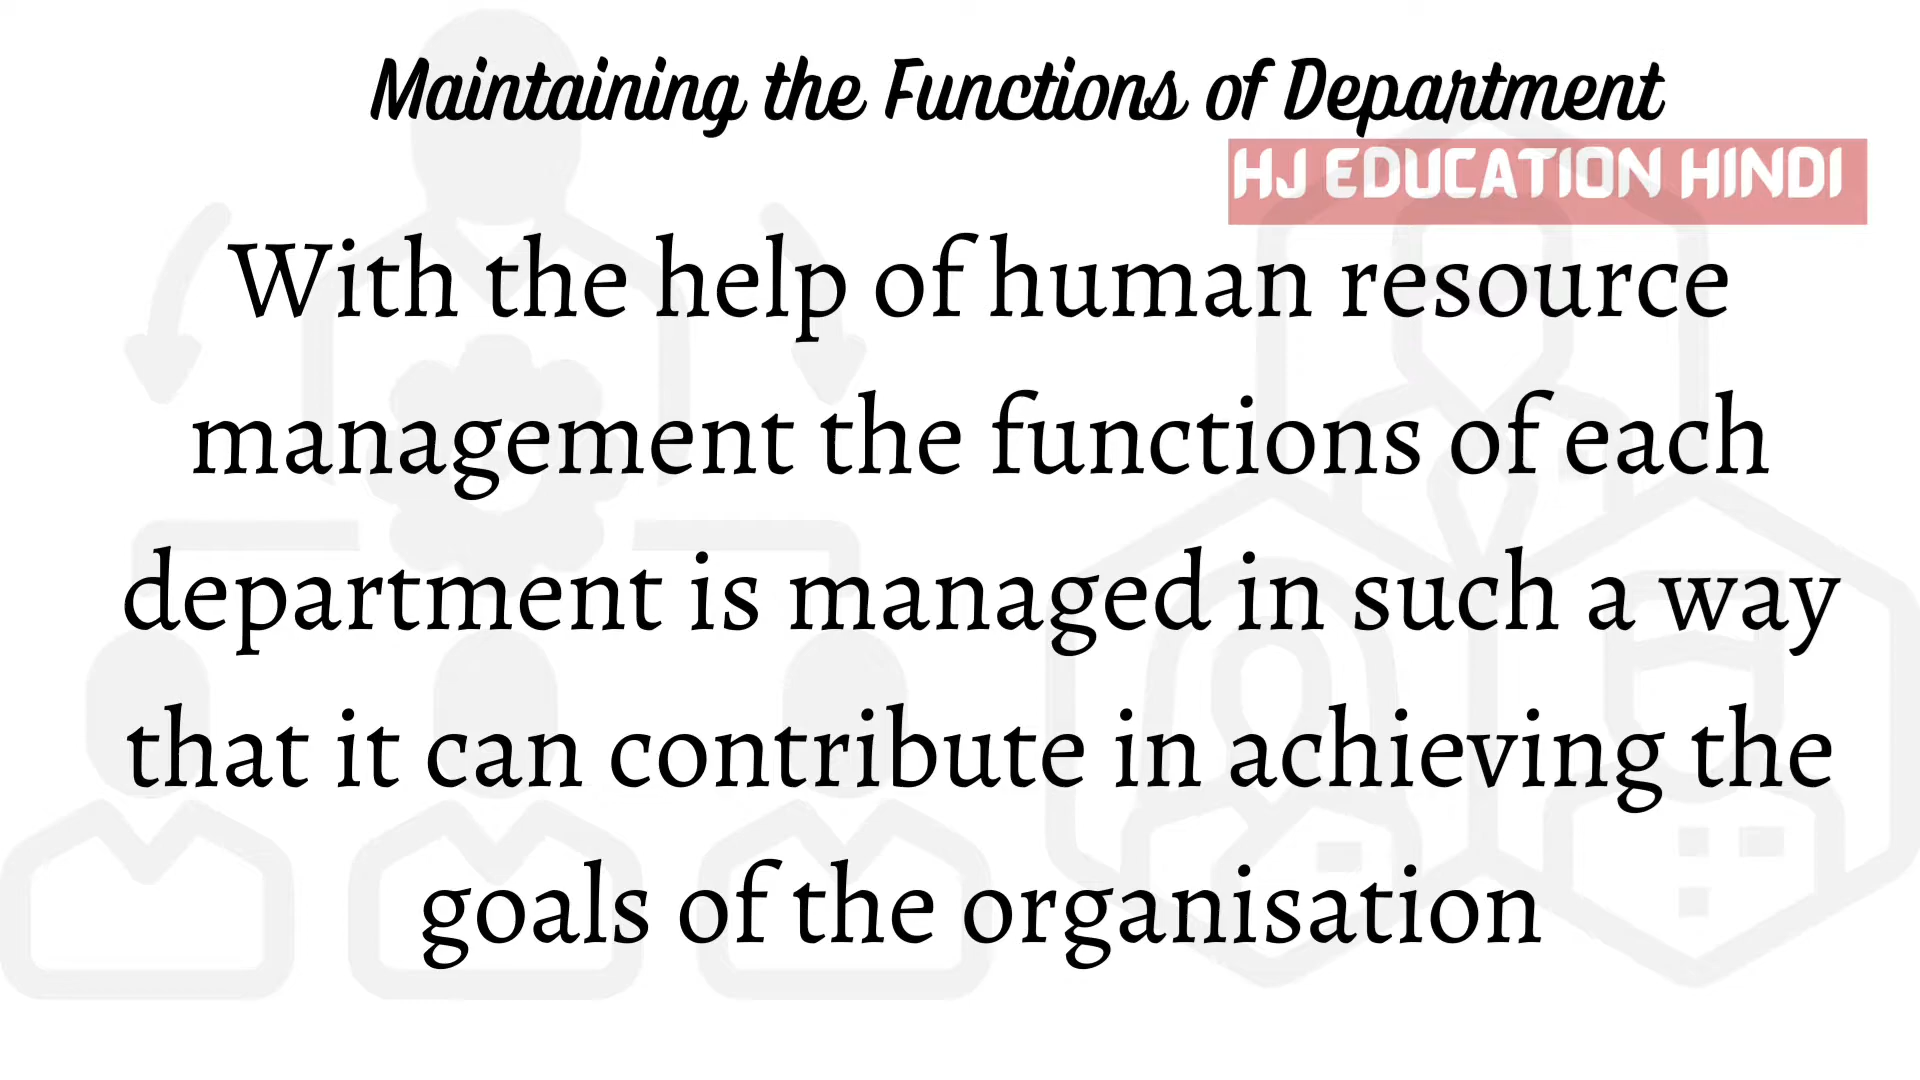 Maintaining the Functions of Department
HJ EDUCATION HINDI
With the help of human resource
management the functions of each
department is managed in such a way
that it can contribute in achieving the
goals of the organisation